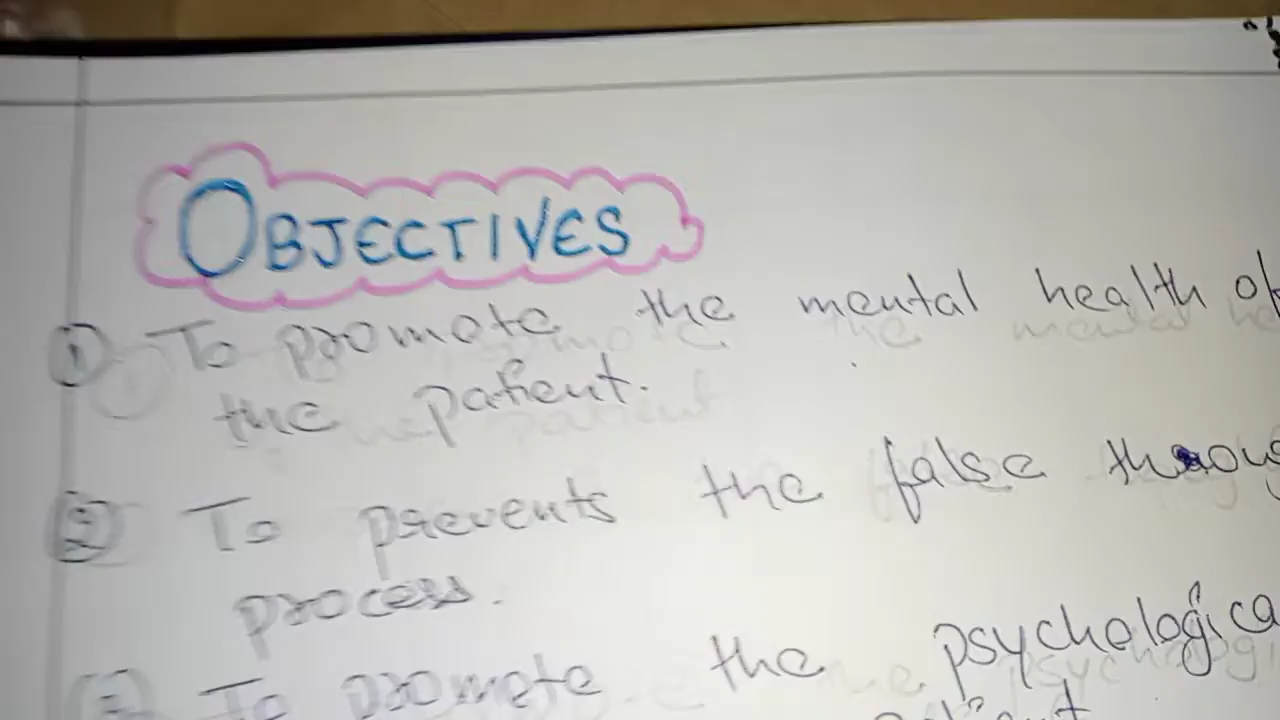 OBJECTIVES
① To promote the mental health of
the patient.
② To prevents the false
process.
To promote the psychologica